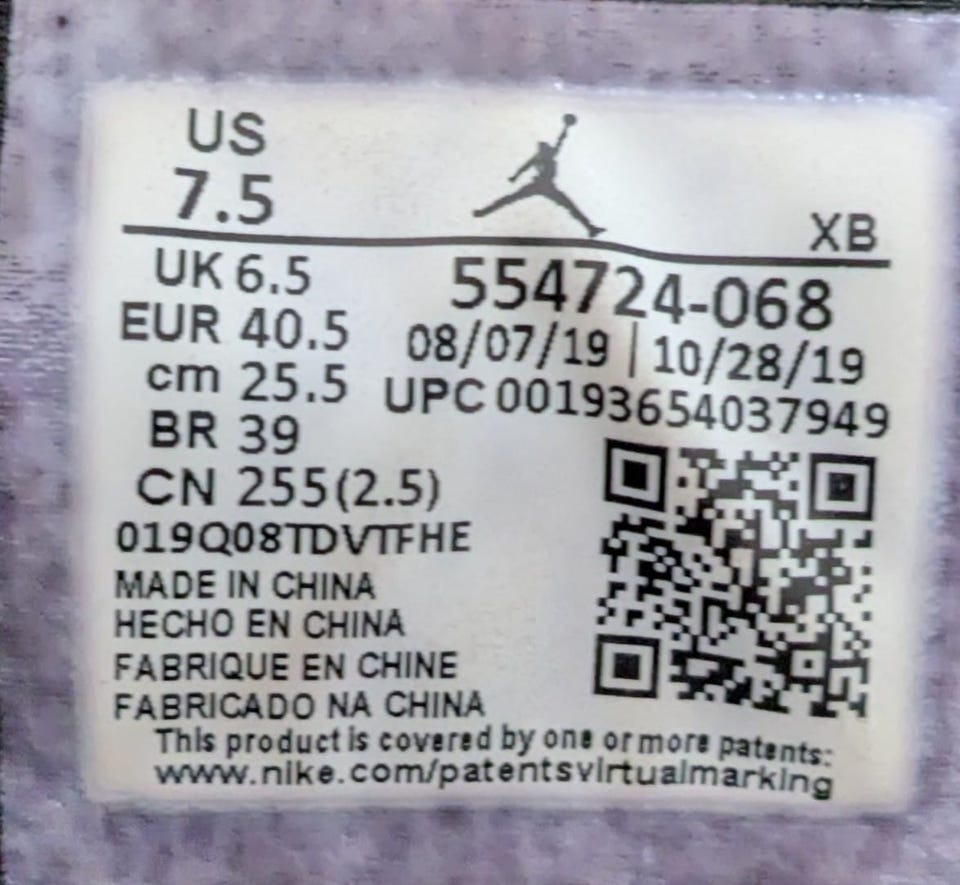 US
7.5
XB
UK 6.5
EUR 40.5
cm 25.5
BR 39
CN 255(2.5)
554724-068
08/07/19 | 10/28/19
UPC 00193654037949
019Q08TDVTFHE
MADE IN CHINA
HECHO EN CHINA
FABRIQUE EN CHINE
FABRICADO NA CHINA
This product is covered by one or more patents:
www.nike.com/patentsvirtualmarking